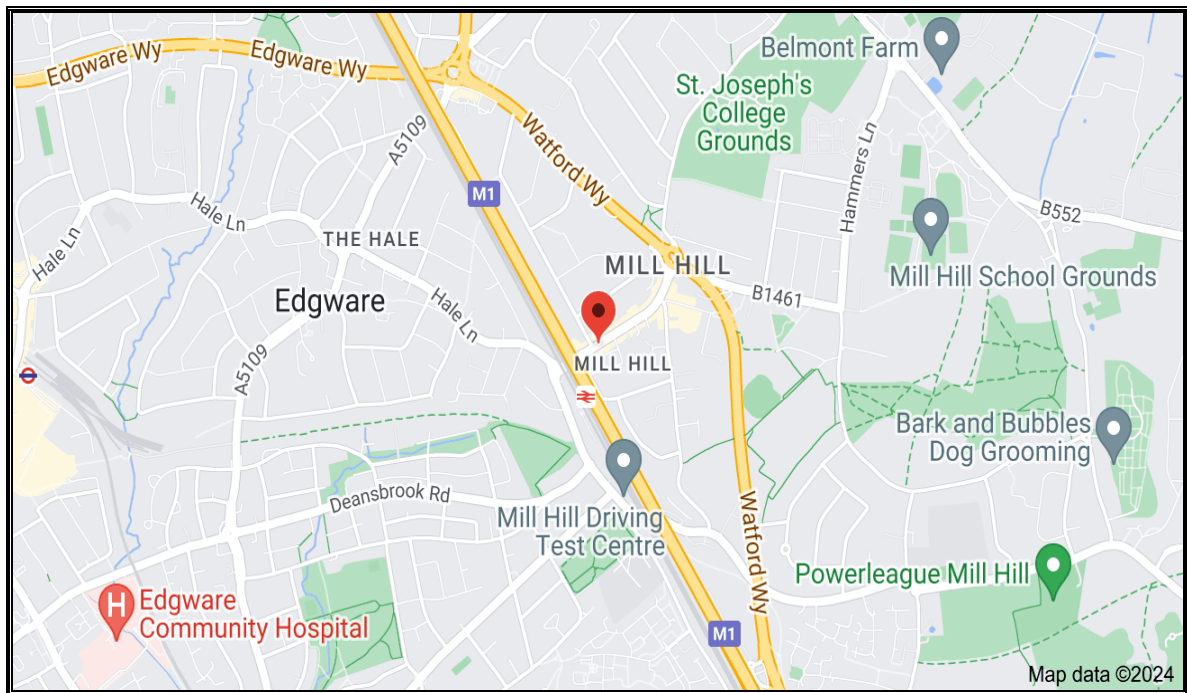 Belmont Farm
Edgware Wy
Edgware Wy
St. Joseph's
College
Grounds
A5109
Watford Wy
Hammers Ln
M1
Hale Ln
B552
Hale Ln
THE HALE
MILL HILL
Mill Hill School Grounds
Edgware
Hale Ln
B1461
MILL HILL
A5109
Bark and Bubbles
Dog Grooming
Deansbrook Rd
Mill Hill Driving
Test Centre
Watford Wy
Powerleague Mill Hill
H
Edgware
Community Hospital
M1
Map data ©2024